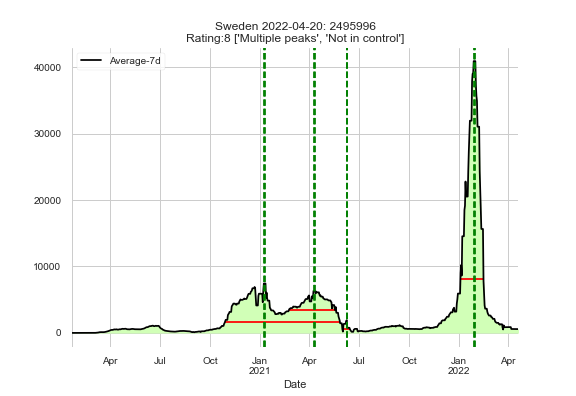 Sweden 2022-04-20: 2495996
Rating:8 ['Multiple peaks', 'Not in control']
Average-7d
40000
30000
20000
10000
0
Apr Jul Oct Jan Apr Jul Oct Jan Apr
2021 2022
Date